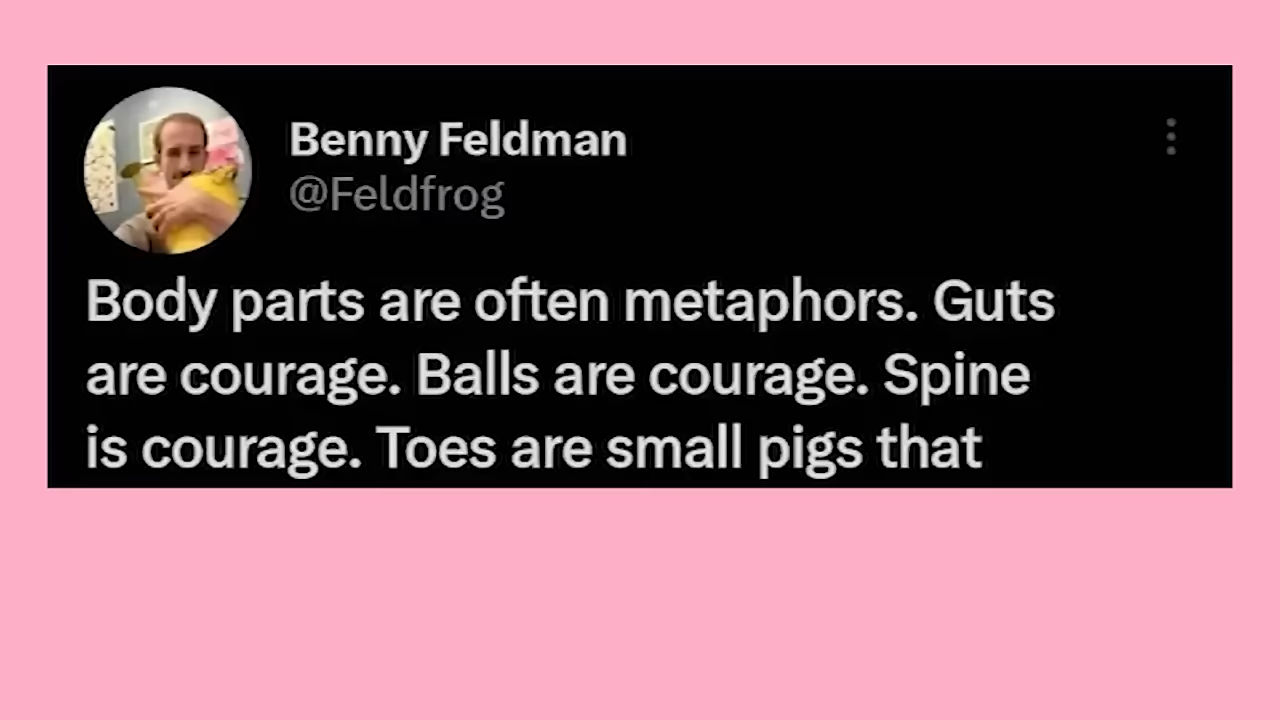 Benny Feldman
@Feldfrog
Body parts are often metaphors. Guts
are courage. Balls are courage. Spine
is courage. Toes are small pigs that